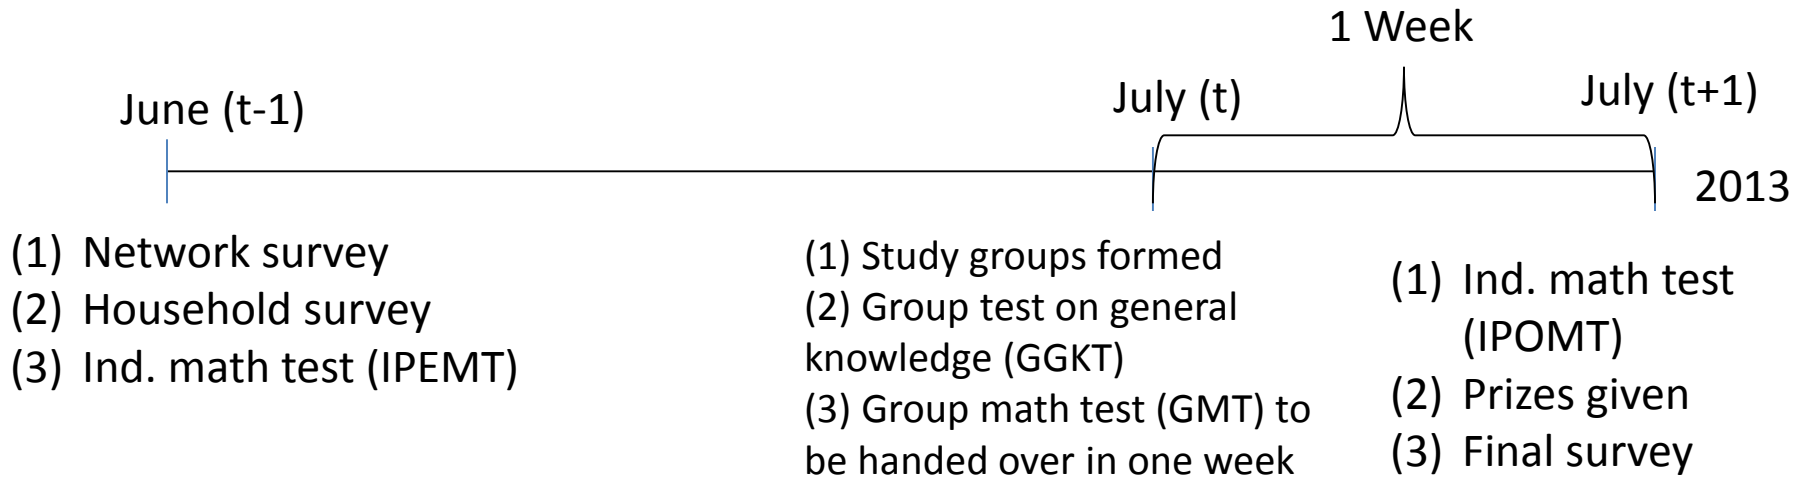 1 Week
June (t-1)
July (t)
July (t+1)
2013
(1) Network survey
(2) Household survey
(3) Ind. math test (IPEMT)
(1) Study groups formed
(2) Group test on general
knowledge (GGKT)
(3) Group math test (GMT) to
be handed over in one week
(1) Ind. math test
(IPOMT)
(2) Prizes given
(3) Final survey